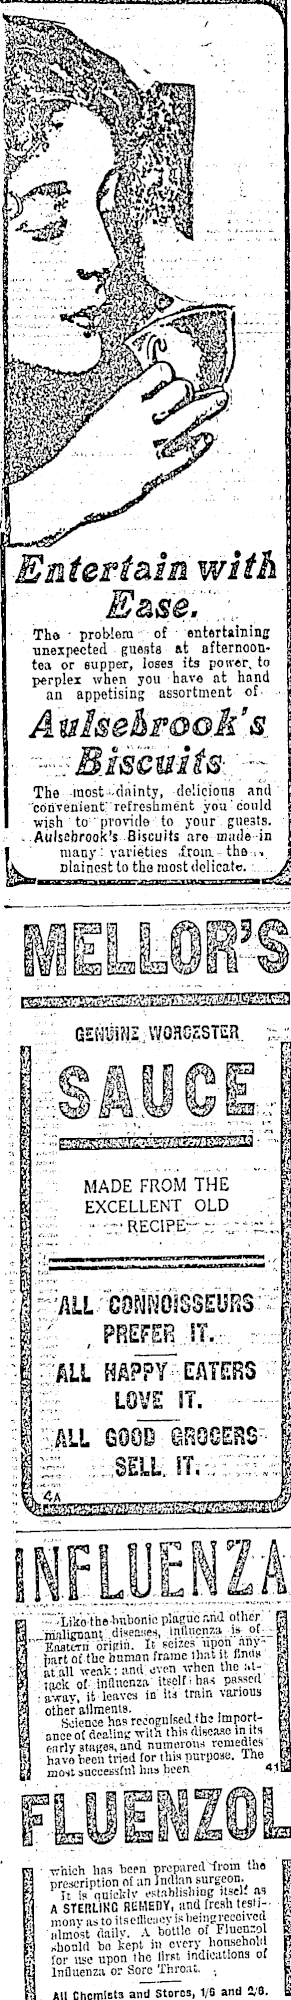 Entertain with
Ease.
The problem of entertaining
unexpected guests at afternoon-
tea or supper, loses its power to
perplex when you have at hand
an appetising assortment of
Aulsebrook's
Biscuits
The most dainty, delicious and
convenient refreshment you could
wish to provide to your guests.
Aulsebrook's Biscuits are made in
many varieties from the
plainest to the most delicate.
MELLOR'S
GENUINE WORCESTER
SAUCE
MADE FROM THE
EXCELLENT OLD
RECIPE
ALL CONNOISSEURS
PREFER IT.
ALL HAPPY EATERS
LOVE IT.
ALL GOOD GROCERS
SELL IT.
4A
INFLUENZA
Like the bubonic plague and other
malignant diseases, influenza is of
Eastern origin. It seizes upon any
part of the human frame that it finds
at all weak; and even when the at-
tack of influenza itself has passed
away, it leaves in its train various
other ailments.
Science has recognised the import-
ance of dealing with this disease in its
early stages, and numerous remedies
have been tried for this purpose. The
most successful has been
41
FLUENZOL
which has been prepared from the
prescription of an Indian surgeon.
It is quickly establishing itself as
A STERLING REMEDY, and fresh testi-
mony as to its efficacy is being received
almost daily. A bottle of Fluenzol
should be kept in every household
for use upon the first indications of
Influenza or Sore Throat.
All Chemists and Stores, 1/6 and 2/6.